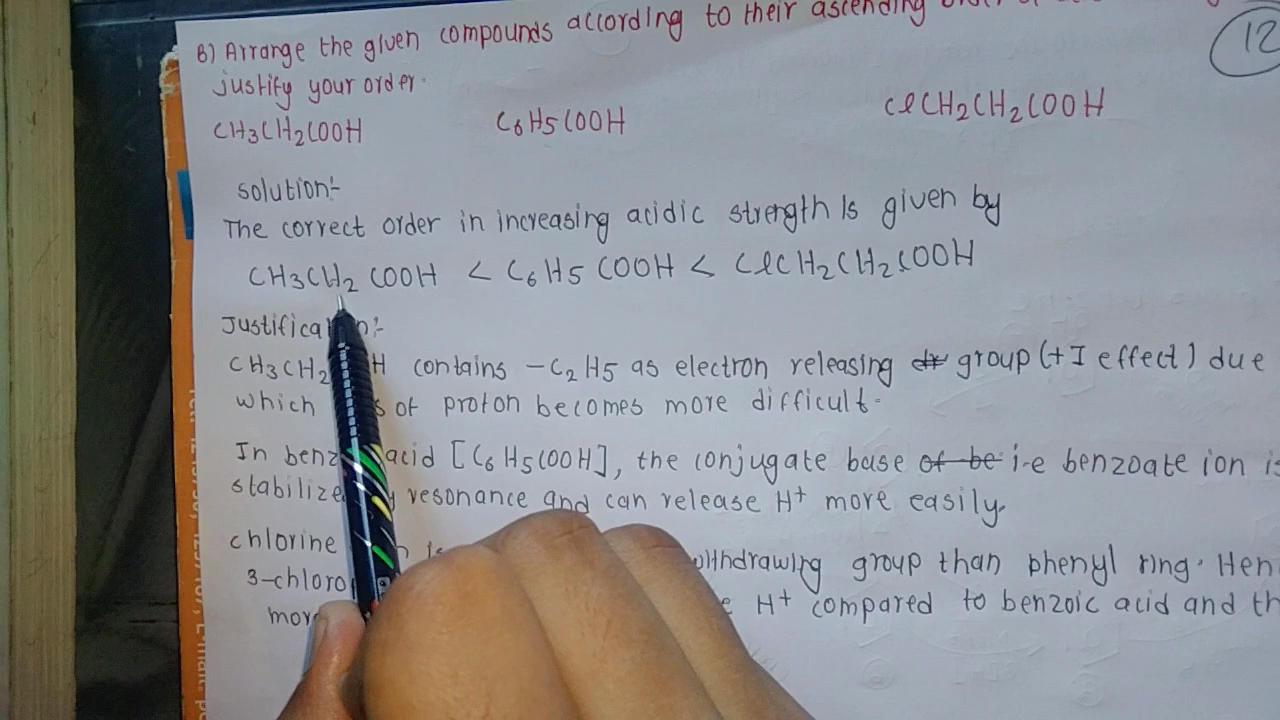 B) Arrange the given compounds according to their ascending
12
justify your order.
CH3CH2COOH C6H5COOH ClCH2CH2COOH
solution:-
The correct order in increasing acidic strength is given by
CH3CH2COOH < C6H5COOH < ClCH2CH2COOH
Justifica n:-
CH3CH2 H contains -C2H5 as electron releasing group (+I effect) due
which of proton becomes more difficult.
In benz acid [C6H5COOH], the conjugate base of be i-e benzoate ion is
stabilize resonance and can release H+ more easily.
chlorine withdrawing group than phenyl ring. Hen
3-chloro H+ compared to benzoic acid and th
mor